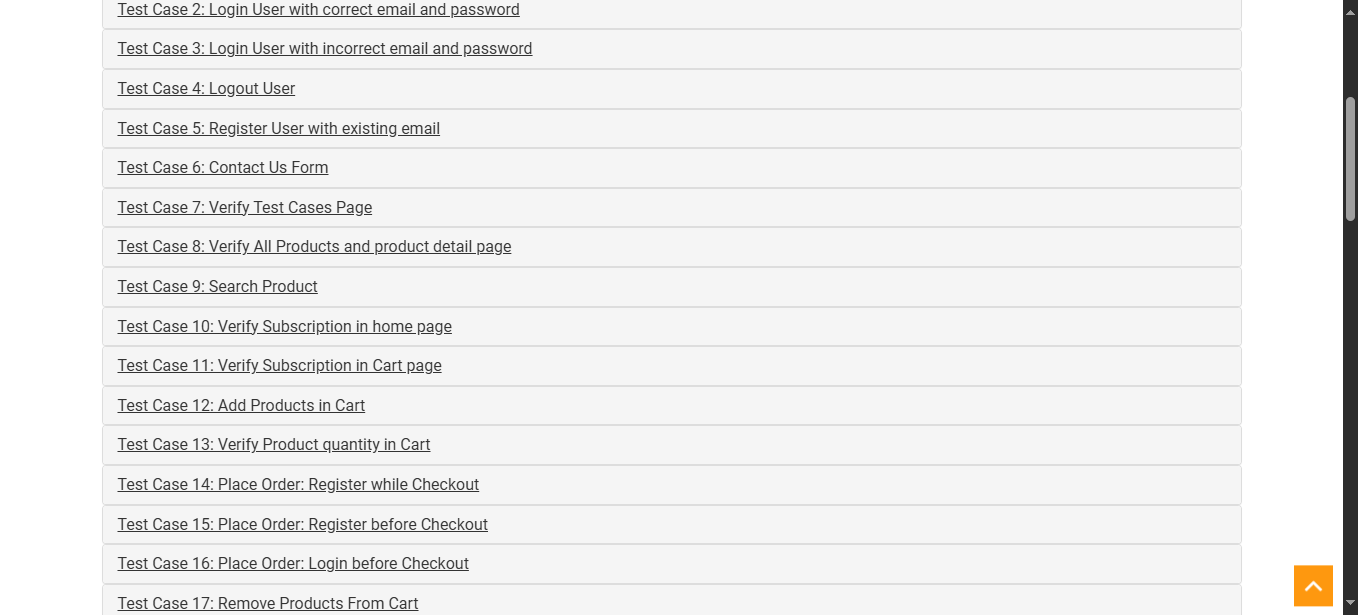 Test Case 2: Login User with correct email and password
Test Case 3: Login User with incorrect email and password
Test Case 4: Logout User
Test Case 5: Register User with existing email
Test Case 6: Contact Us Form
Test Case 7: Verify Test Cases Page
Test Case 8: Verify All Products and product detail page
Test Case 9: Search Product
Test Case 10: Verify Subscription in home page
Test Case 11: Verify Subscription in Cart page
Test Case 12: Add Products in Cart
Test Case 13: Verify Product quantity in Cart
Test Case 14: Place Order: Register while Checkout
Test Case 15: Place Order: Register before Checkout
Test Case 16: Place Order: Login before Checkout
Test Case 17: Remove Products From Cart